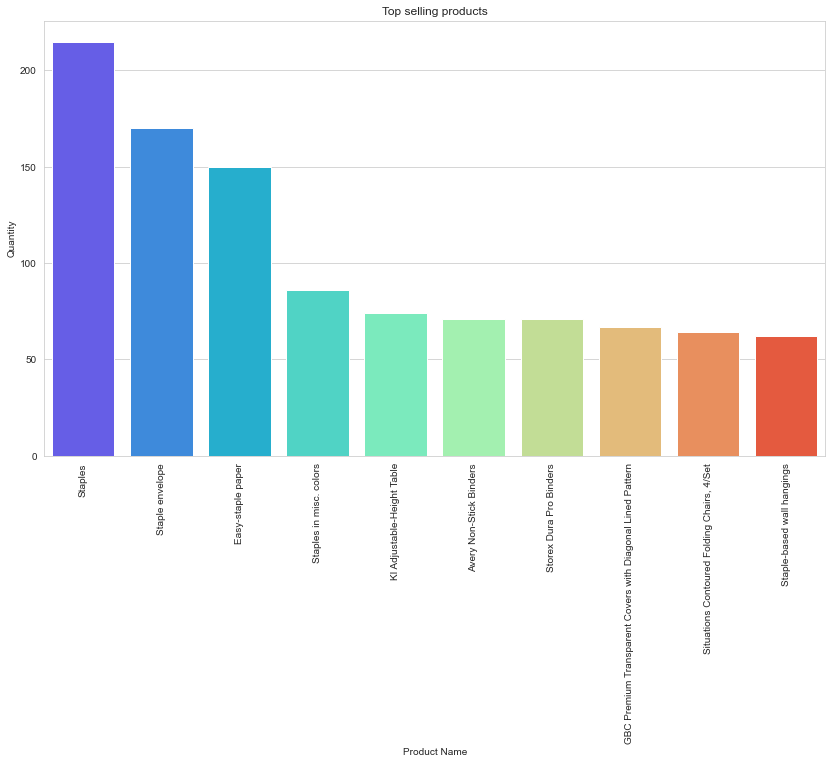 Top selling products
Quantity
200
150
100
50
0
Staples
Staple envelope
Easy-staple paper
Staples in misc. colors
KI Adjustable-Height Table
Avery Non-Stick Binders
Storex Dura Pro Binders
GBC Premium Transparent Covers with Diagonal Lined Pattern
Situations Contoured Folding Chairs, 4/Set
Staple-based wall hangings
Product Name